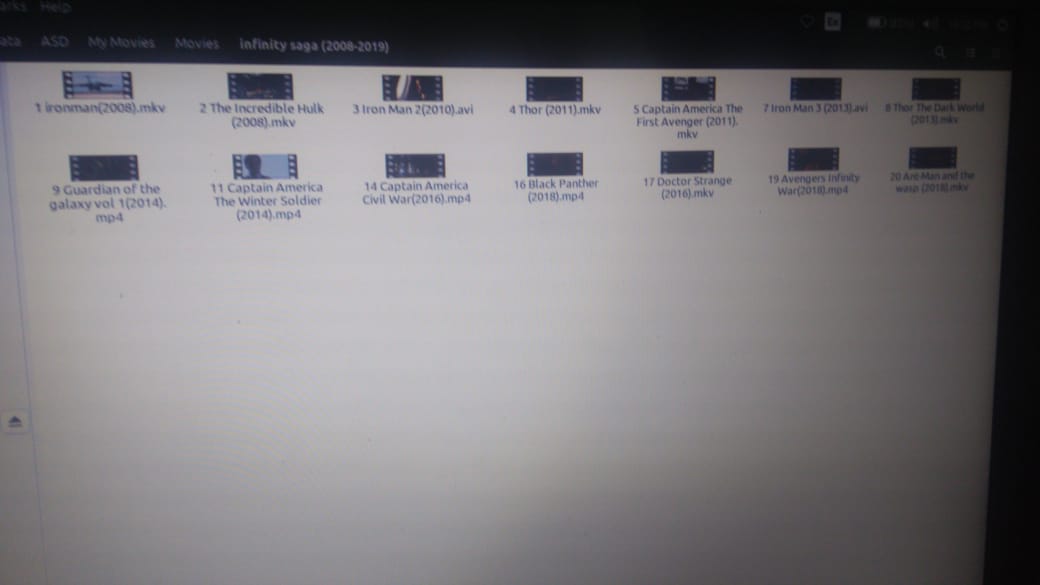 Help
ASD My Movies Movies infinity saga (2008-2019)
En
1 ironman(2008).mkv
2 The Incredible Hulk
(2008).mkv
3 Iron Man 2(2010).avi
4 Thor (2011).mkv
5 Captain America The
First Avenger (2011).
mkv
7 Iron Man 3 (2013).avi
8 Thor The Dark World
(2013).mkv
9 Guardian of the
galaxy vol 1(2014).
mp4
11 Captain America
The Winter Soldier
(2014).mp4
14 Captain America
Civil War(2016).mp4
16 Black Panther
(2018).mp4
17 Doctor Strange
(2016).mkv
19 Avengers Infinity
War(2018).mp4
20 Ant-Man and the
wasp (2018).mkv